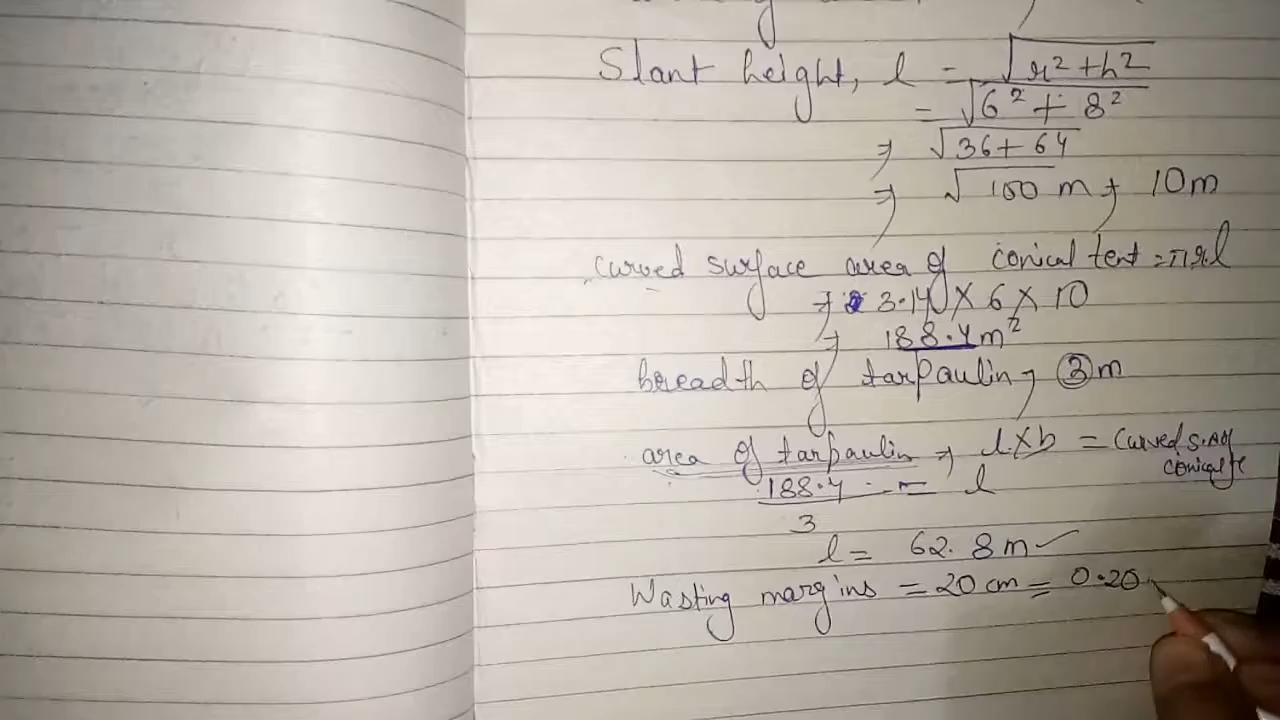 Slant height, l = √r²+h²
= √6² + 8²
⇒ √36+64
⇒ √100 m ⇒ 10m
curved surface area of conical tent = πrl
⇒ 3.14 × 6 × 10
⇒ 188.4 m²
breadth of tarpaulin ⇒ 3m
area of tarpaulin ⇒ l×b = Curved S.A of
conical
188.4 = l
3
l = 62.8m
Wasting margins = 20 cm = 0.20